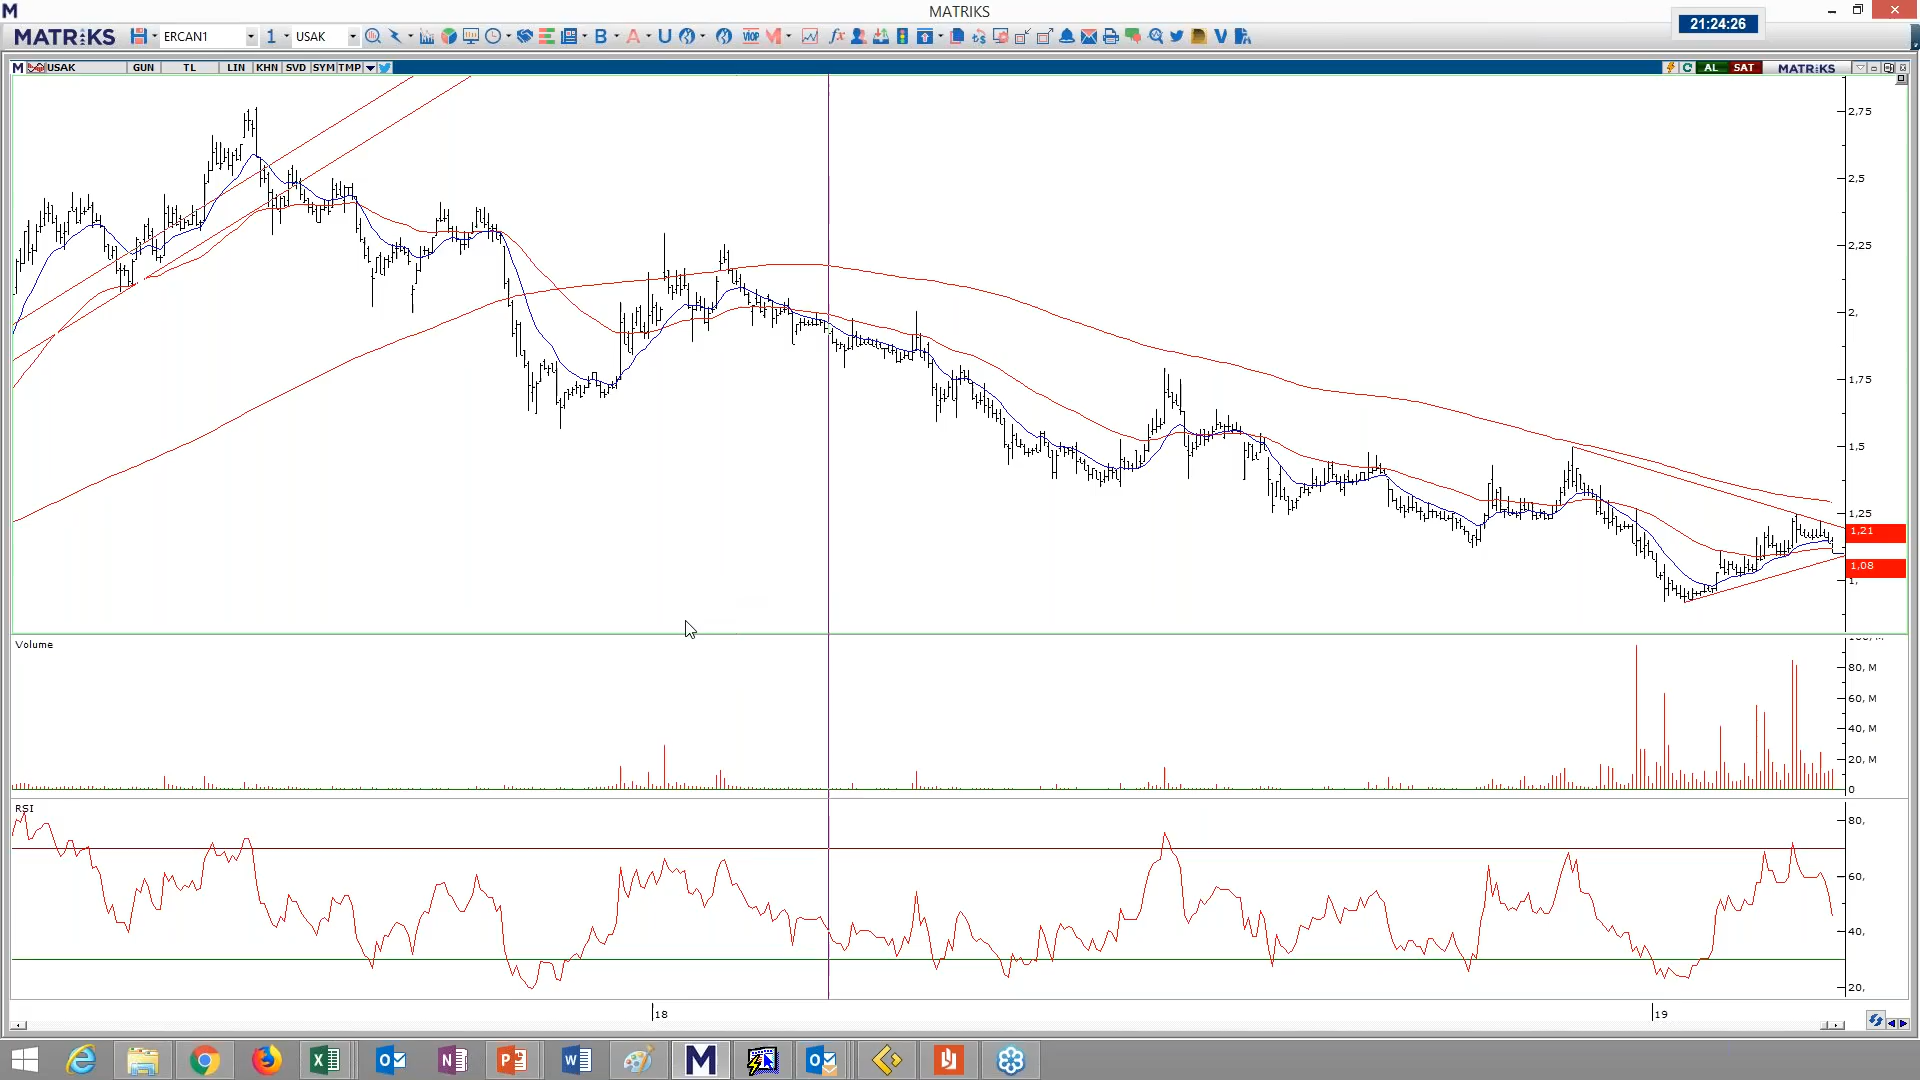 MATRIKS
21:24:26
MATRIKS ERCAN1 1 USAK B A U VIOP M fx V
USAK GUN TL LIN KHN SVD SYM TMP AL SAT MATRIKS
2,75
2,5
2,25
2,
1,75
1,5
1,25
1,21
1,08
1,
Volume
80, M
60, M
40, M
20, M
0
RSI
80,
60,
40,
20,
18
19